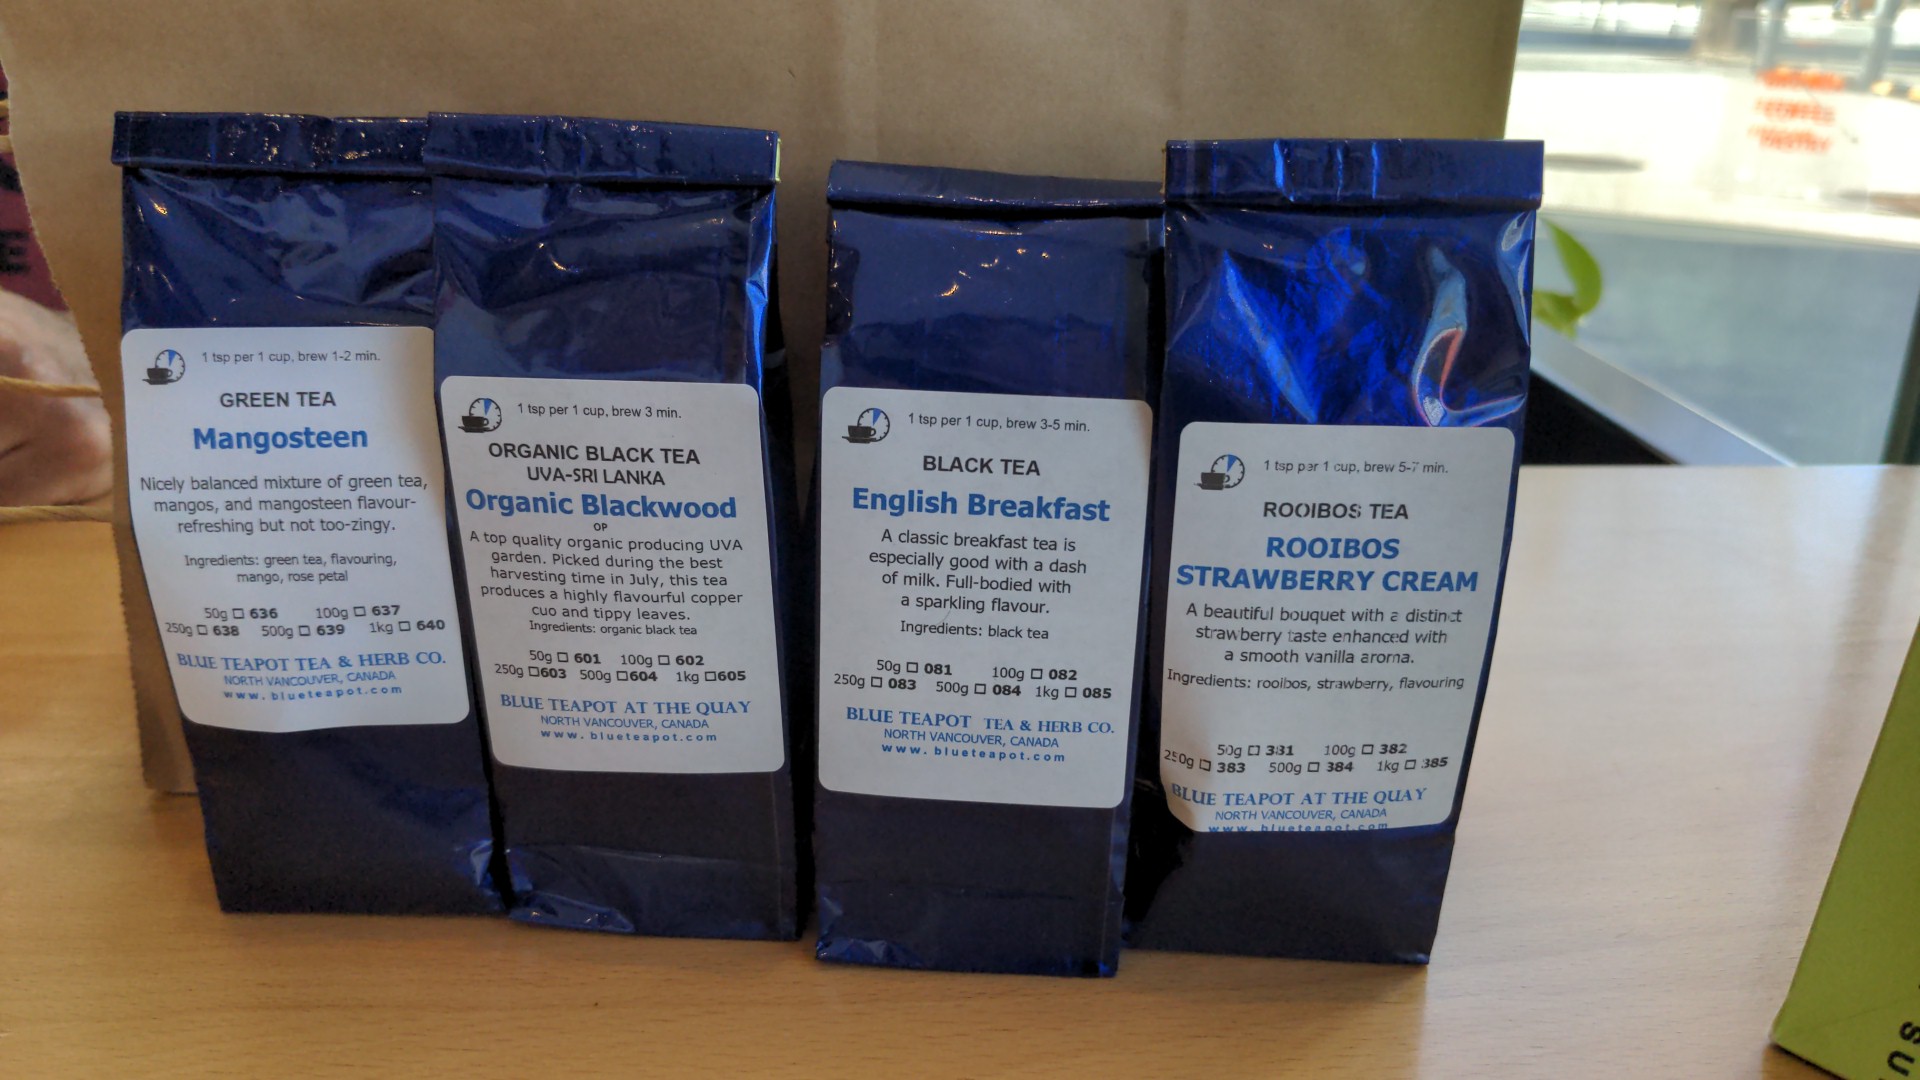 1 tsp per 1 cup, brew 1-2 min.
GREEN TEA
Mangosteen
Nicely balanced mixture of green tea,
mangos, and mangosteen flavour-
refreshing but not too-zingy.
Ingredients: green tea, flavouring,
mango, rose petal
50g ☐ 636 100g ☐ 637
250g ☐ 638 500g ☐ 639 1kg ☐ 640
BLUE TEAPOT TEA & HERB CO.
NORTH VANCOUVER, CANADA
www.blueteapot.com
1 tsp per 1 cup, brew 3 min.
ORGANIC BLACK TEA
UVA-SRI LANKA
Organic Blackwood
OP
A top quality organic producing UVA
garden. Picked during the best
harvesting time in July, this tea
produces a highly flavourful copper
cuo and tippy leaves.
Ingredients: organic black tea
50g ☐ 601 100g ☐ 602
250g ☐603 500g ☐604 1kg ☐605
BLUE TEAPOT AT THE QUAY
NORTH VANCOUVER, CANADA
www.blueteapot.com
1 tsp per 1 cup, brew 3-5 min.
BLACK TEA
English Breakfast
A classic breakfast tea is
especially good with a dash
of milk. Full-bodied with
a sparkling flavour.
Ingredients: black tea
50g ☐ 081 100g ☐ 082
250g ☐ 083 500g ☐ 084 1kg ☐ 085
BLUE TEAPOT TEA & HERB CO.
NORTH VANCOUVER, CANADA
www.blueteapot.com
1 tsp per 1 cup, brew 5-7 min.
ROOIBOS TEA
ROOIBOS
STRAWBERRY CREAM
A beautiful bouquet with a distinct
strawberry taste enhanced with
a smooth vanilla aroma.
Ingredients: rooibos, strawberry, flavouring
50g ☐ 381 100g ☐ 382
250g ☐ 383 500g ☐ 384 1kg ☐ 385
BLUE TEAPOT AT THE QUAY
NORTH VANCOUVER, CANADA
www.blueteapot.com